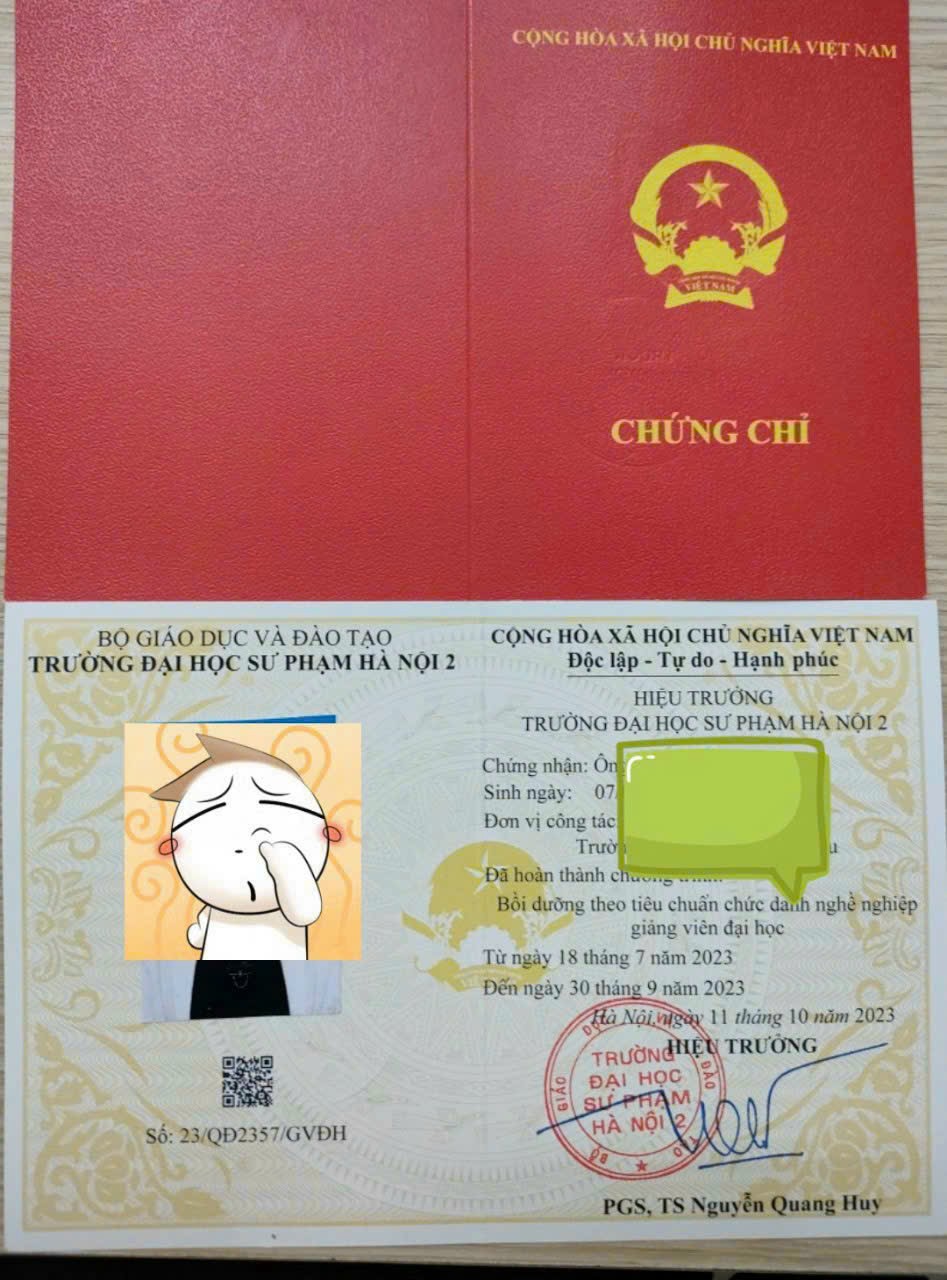 CỘNG HÒA XÃ HỘI CHỦ NGHĨA VIỆT NAM
VIỆT NAM
CHỨNG CHỈ
BỘ GIÁO DỤC VÀ ĐÀO TẠO
TRƯỜNG ĐẠI HỌC SƯ PHẠM HÀ NỘI 2
Số: 23/QĐ2357/GVĐH
CỘNG HÒA XÃ HỘI CHỦ NGHĨA VIỆT NAM
Độc lập - Tự do - Hạnh phúc
HIỆU TRƯỞNG
TRƯỜNG ĐẠI HỌC SƯ PHẠM HÀ NỘI 2
Chứng nhận: Ông
Sinh ngày: 07
Đơn vị công tác
Đã hoàn thành chương trình:
Bồi dưỡng theo tiêu chuẩn chức danh nghề nghiệp
giảng viên đại học
Từ ngày 18 tháng 7 năm 2023
Đến ngày 30 tháng 9 năm 2023
Hà Nội, ngày 11 tháng 10 năm 2023
HIỆU TRƯỞNG
BỘ GIÁO DỤC VÀ ĐÀO TẠO
TRƯỜNG
ĐẠI HỌC
SƯ PHẠM
HÀ NỘI 2
PGS, TS Nguyễn Quang Huy